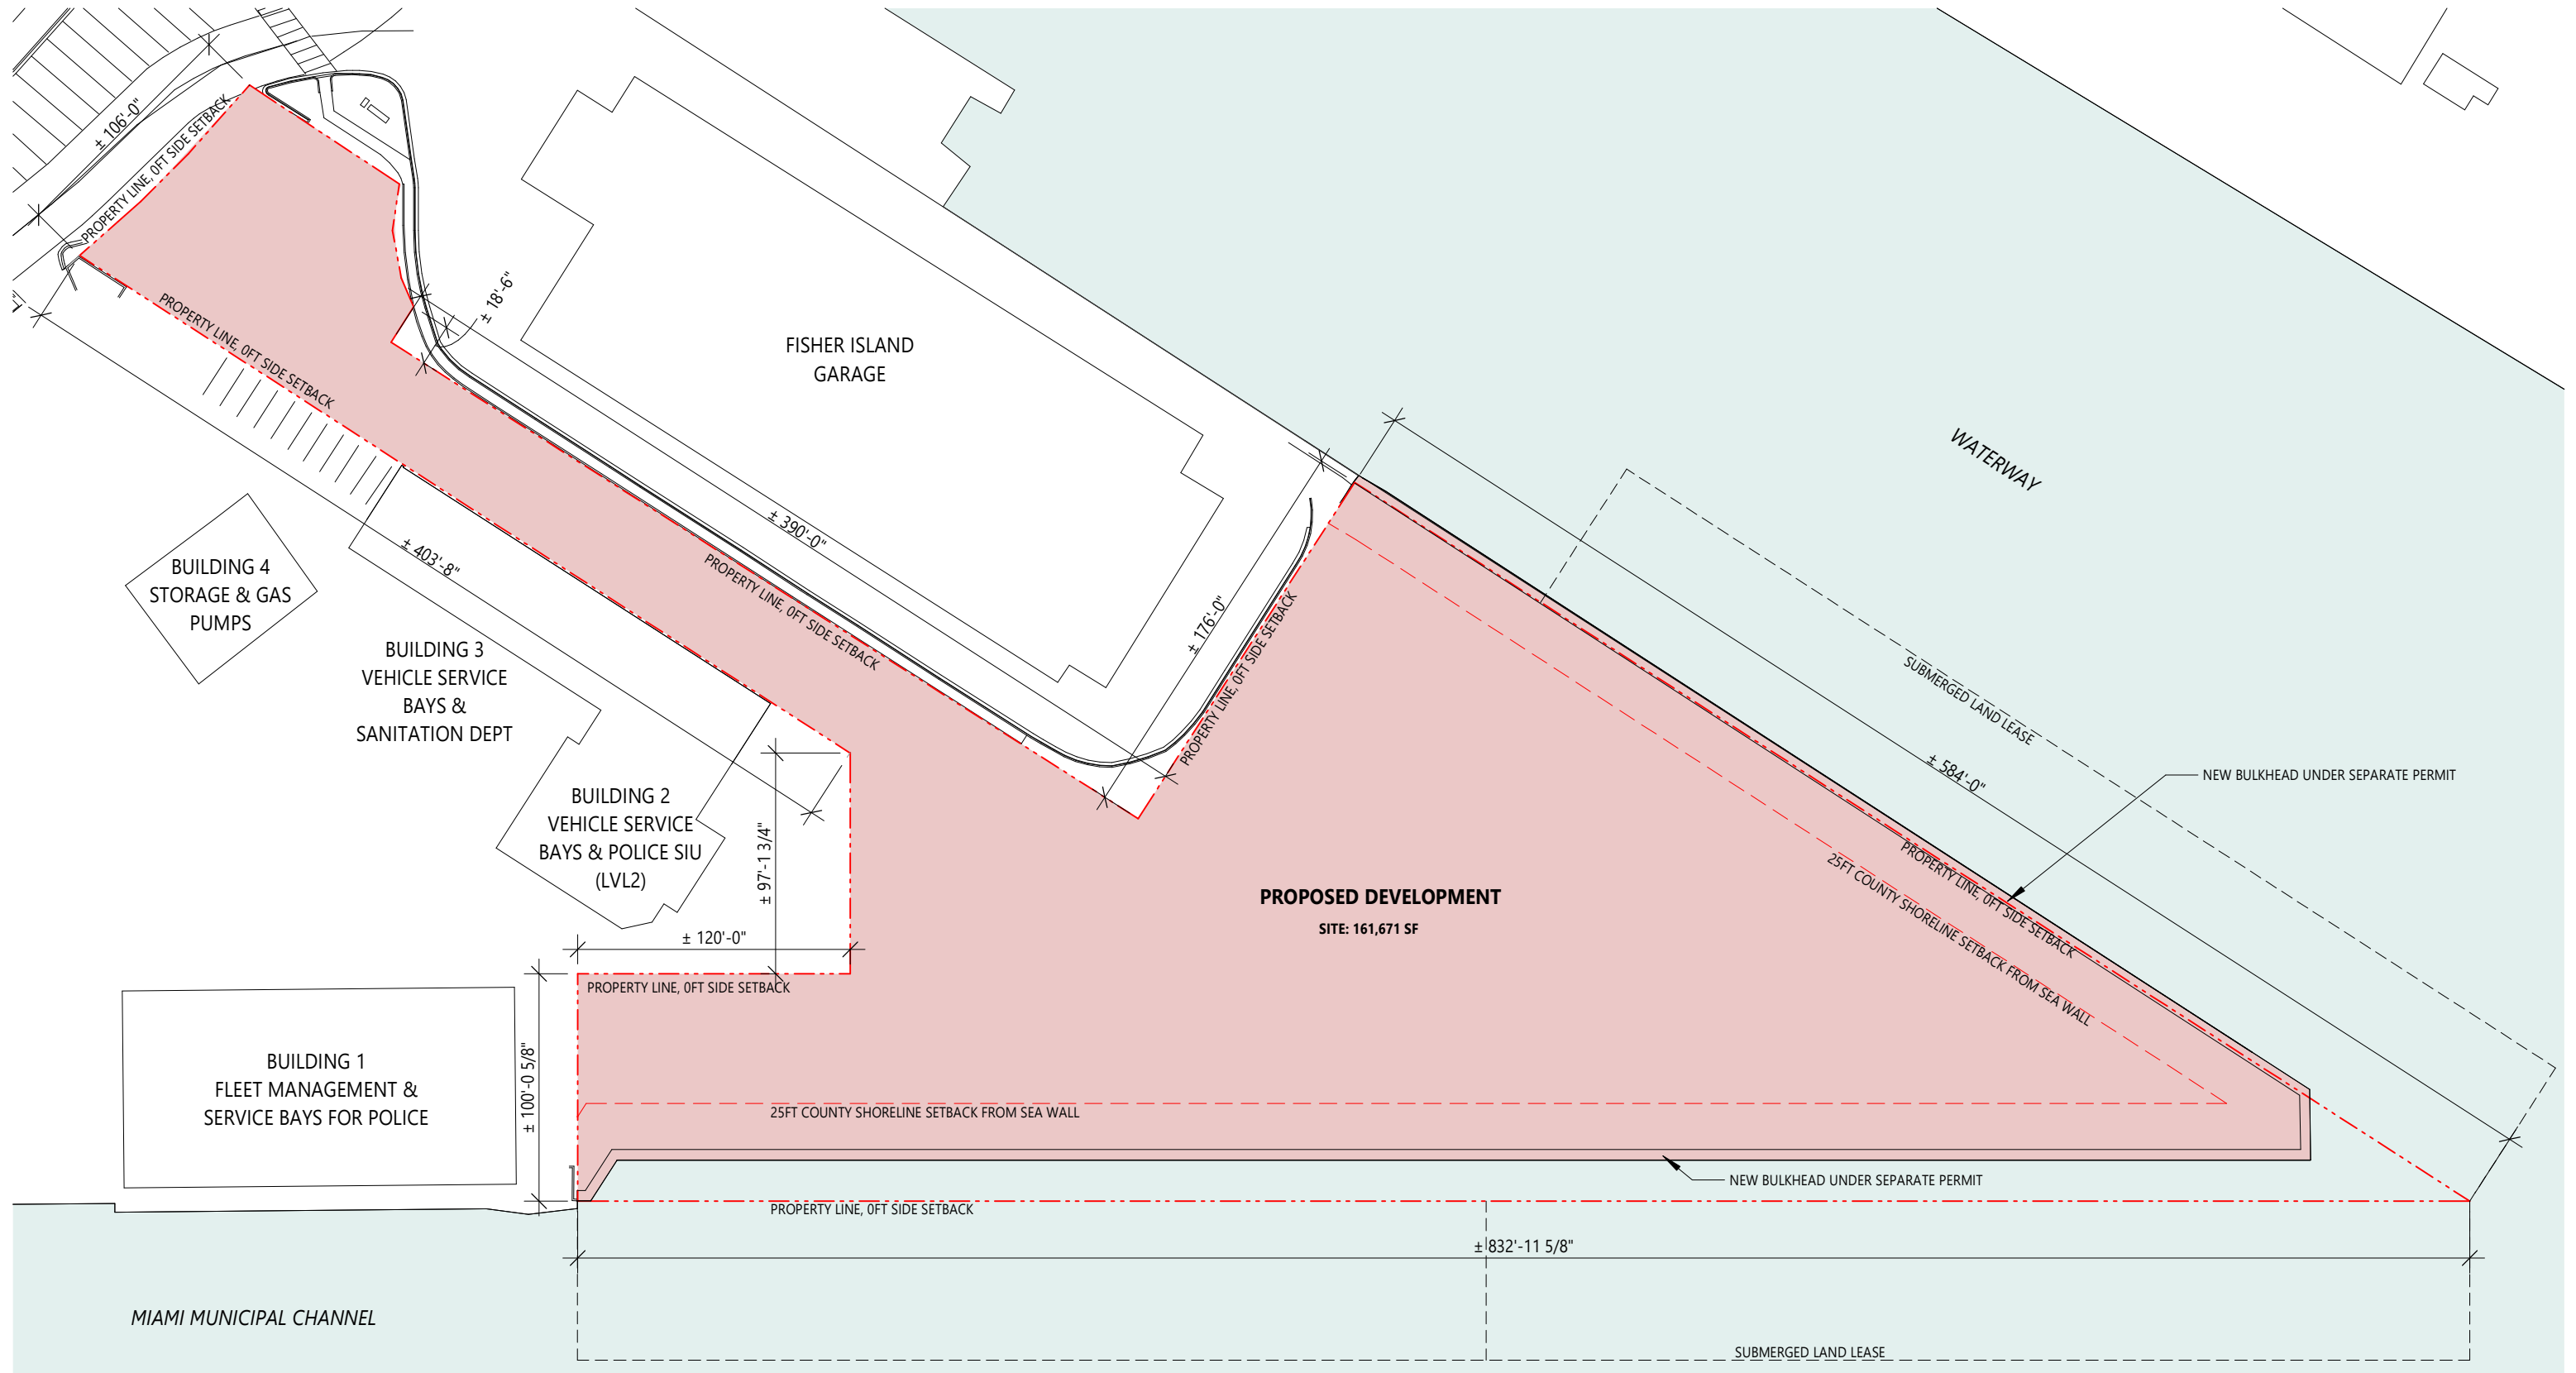 ± 106'-0"
PROPERTY LINE, 0FT SIDE SETBACK
± 18'-6"
PROPERTY LINE, 0FT SIDE SETBACK
FISHER ISLAND
GARAGE
WATERWAY
± 390'-0"
± 403'-8"
PROPERTY LINE, 0FT SIDE SETBACK
± 176'-0"
PROPERTY LINE, 0FT SIDE SETBACK
BUILDING 4
STORAGE & GAS
PUMPS
BUILDING 3
VEHICLE SERVICE
BAYS &
SANITATION DEPT
SUBMERGED LAND LEASE
± 584'-0"
NEW BULKHEAD UNDER SEPARATE PERMIT
BUILDING 2
VEHICLE SERVICE
BAYS & POLICE SIU
(LVL2)
± 97'-1 3/4"
PROPERTY LINE, 0FT SIDE SETBACK
25FT COUNTY SHORELINE SETBACK FROM SEA WALL
PROPOSED DEVELOPMENT
SITE: 161,671 SF
± 120'-0"
PROPERTY LINE, 0FT SIDE SETBACK
BUILDING 1
FLEET MANAGEMENT &
SERVICE BAYS FOR POLICE
± 100'-0 5/8"
25FT COUNTY SHORELINE SETBACK FROM SEA WALL
NEW BULKHEAD UNDER SEPARATE PERMIT
PROPERTY LINE, 0FT SIDE SETBACK
± 832'-11 5/8"
MIAMI MUNICIPAL CHANNEL
SUBMERGED LAND LEASE